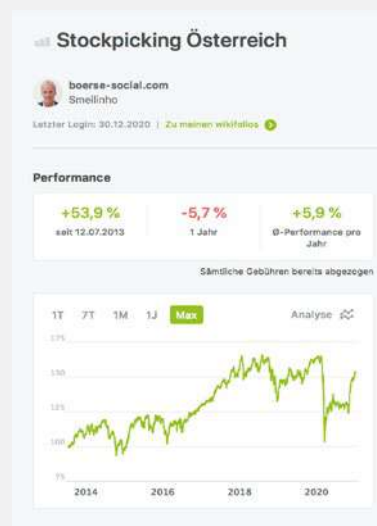 Stockpicking Österreich
boerse-social.com
Smeilinho
Letzter Login: 30.12.2020 | Zu meinen wikifolios
Performance
+53,9 % -5,7 % +5,9 %
seit 12.07.2013 1 Jahr Ø-Performance pro
Jahr
Sämtliche Gebühren bereits abgezogen
1T 7T 1M 1J Max Analyse
175
150
125
100
75
2014 2016 2018 2020